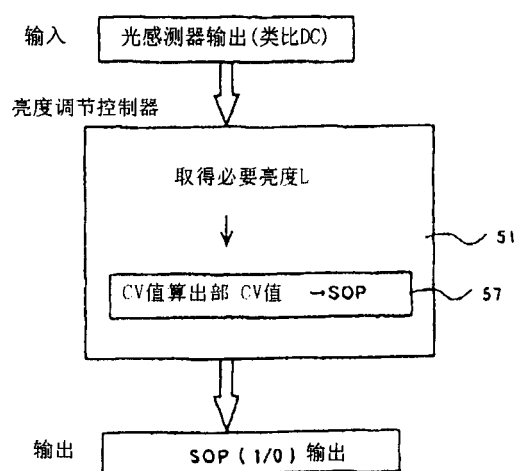 输入 光感测器输出(类比DC)
亮度调节控制器
取得必要亮度L
↓
51
CV值算出部 CV值 →SOP
57
输出 SOP (1/0) 输出